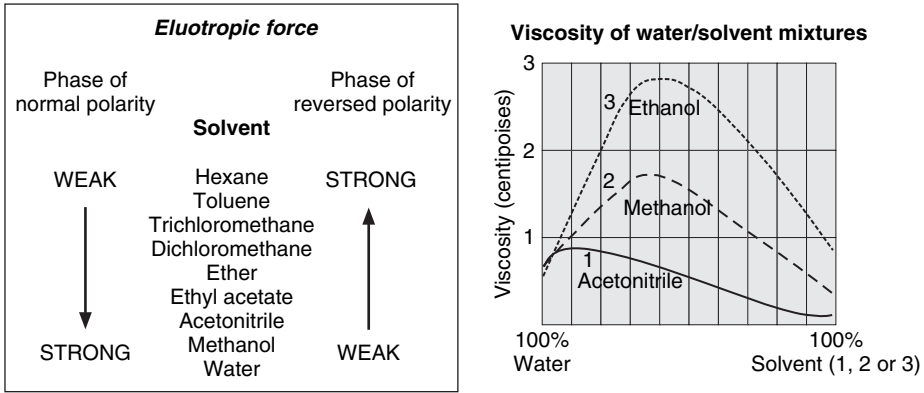 Eluotropic force
Phase of
normal polarity
Phase of
reversed polarity
Solvent
WEAK
STRONG
Hexane
Toluene
Trichloromethane
Dichloromethane
Ether
Ethyl acetate
Acetonitrile
Methanol
Water
STRONG
WEAK
Viscosity of water/solvent mixtures
Viscosity (centipoises)
3
2
1
3
Ethanol
2
Methanol
1
Acetonitrile
100%
Water
100%
Solvent (1, 2 or 3)